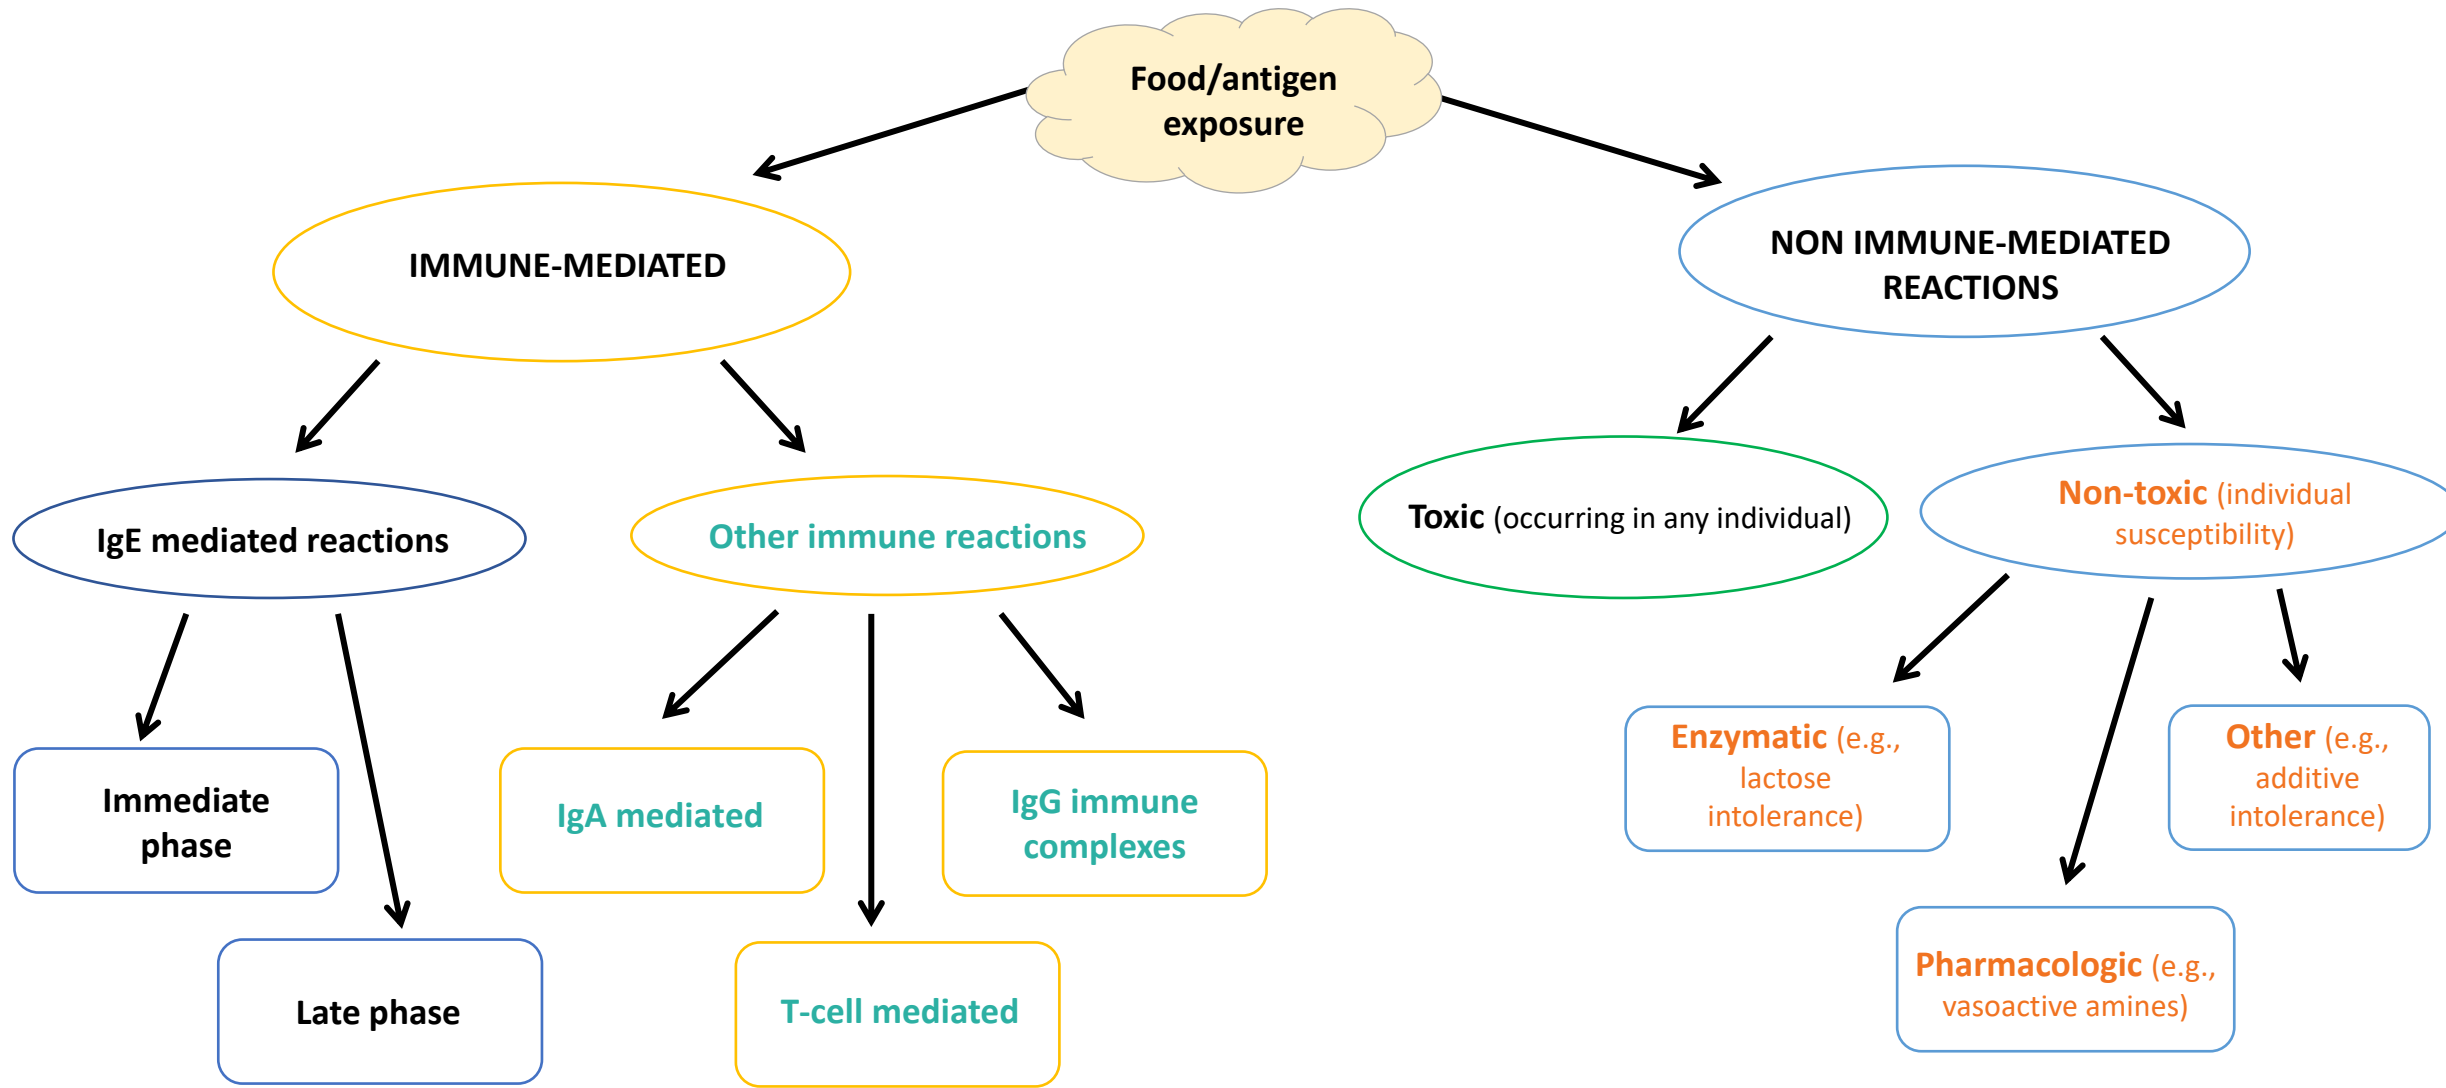 Food/antigen
exposure
IMMUNE-MEDIATED
NON IMMUNE-MEDIATED
REACTIONS
IgE mediated reactions
Other immune reactions
Toxic (occurring in any individual)
Non-toxic (individual
susceptibility)
Immediate
phase
IgA mediated
IgG immune
complexes
Enzymatic (e.g.,
lactose
intolerance)
Other (e.g.,
additive
intolerance)
Late phase
T-cell mediated
Pharmacologic (e.g.,
vasoactive amines)